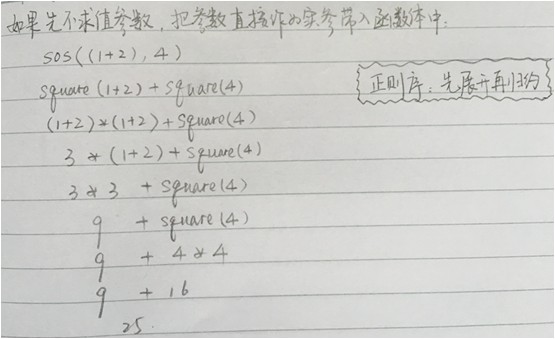 如果先不求值参数，把参数直接作为实参带入函数体中.
sos((1+2), 4)
square(1+2) + square(4)
正则序：先展开再归约
(1+2)*(1+2) + square(4)
3 * (1+2) + square(4)
3 * 3 + square(4)
9 + square(4)
9 + 4 * 4
9 + 16
25.